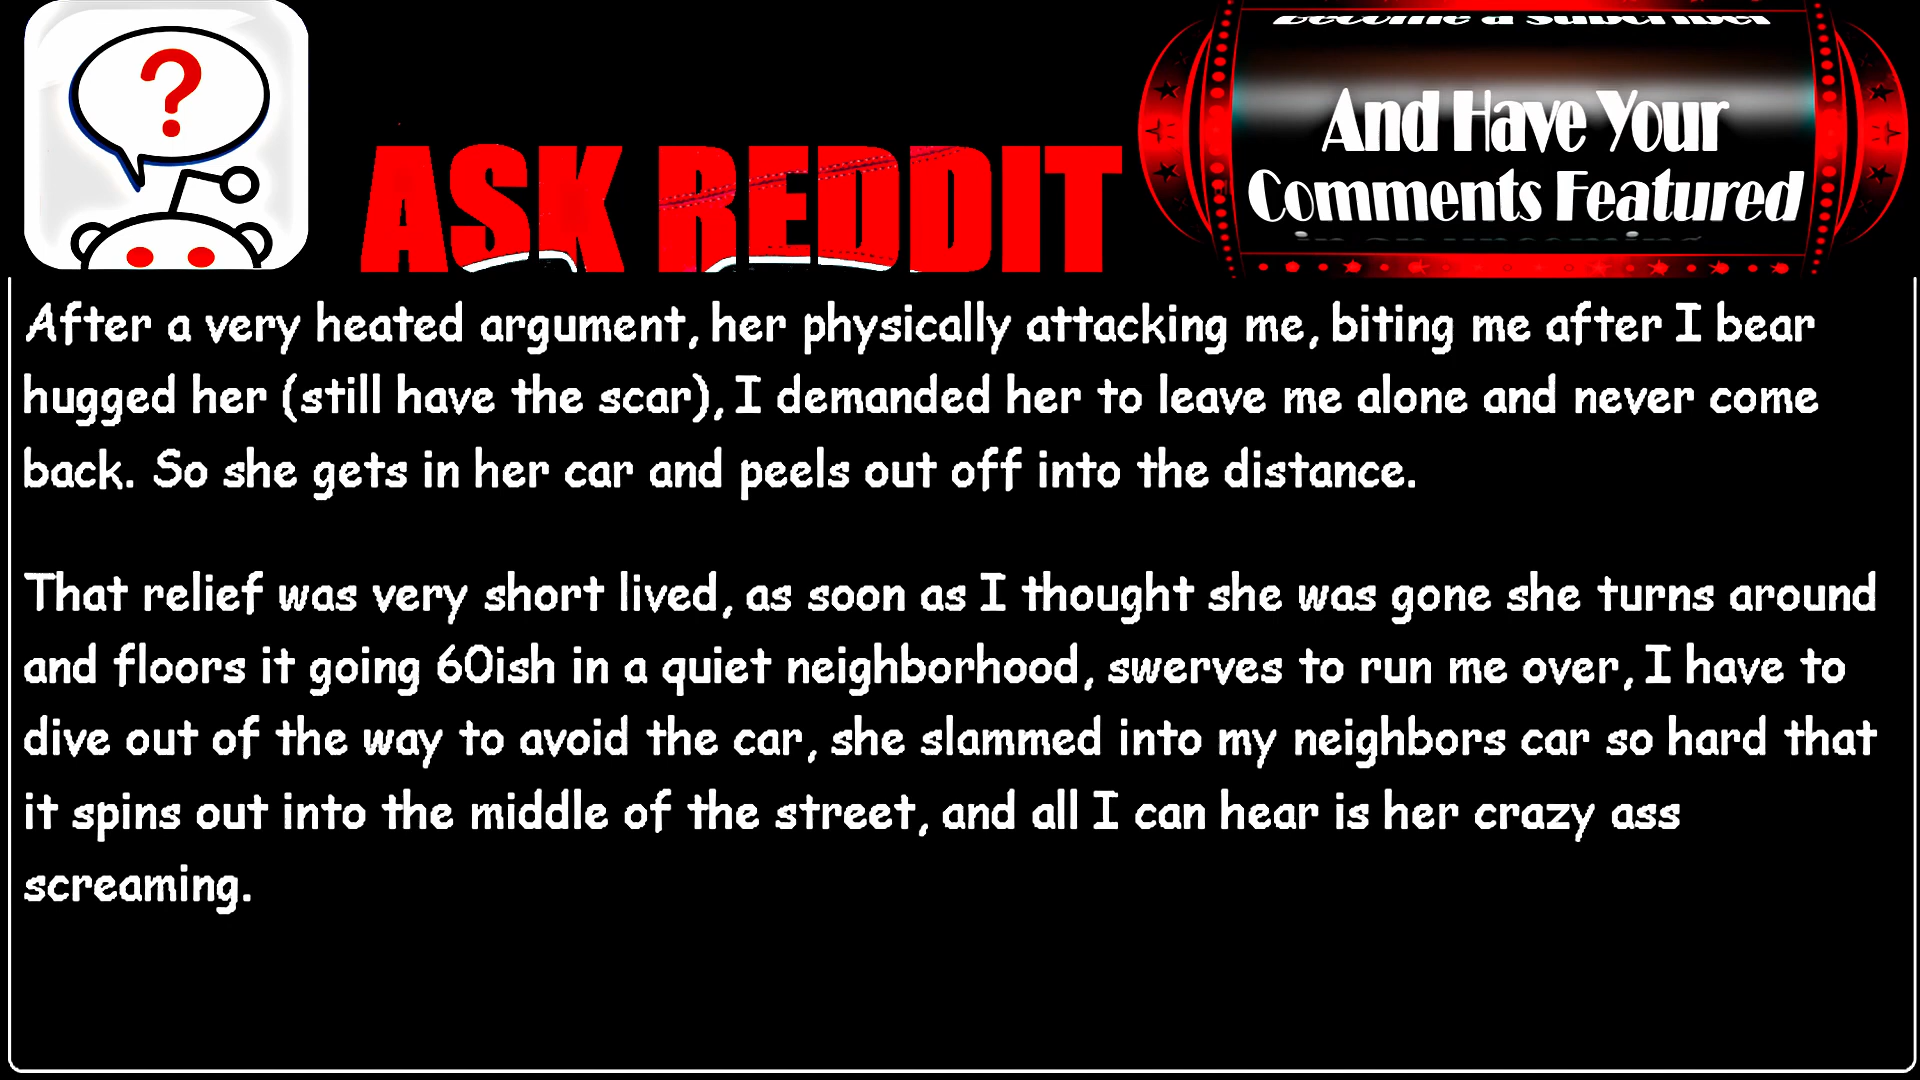 ?
ASK REDDIT
And Have Your
Comments Featured
After a very heated argument, her physically attacking me, biting me after I bear
hugged her (still have the scar), I demanded her to leave me alone and never come
back. So she gets in her car and peels out off into the distance.
That relief was very short lived, as soon as I thought she was gone she turns around
and floors it going 60ish in a quiet neighborhood, swerves to run me over, I have to
dive out of the way to avoid the car, she slammed into my neighbors car so hard that
it spins out into the middle of the street, and all I can hear is her crazy ass
screaming.